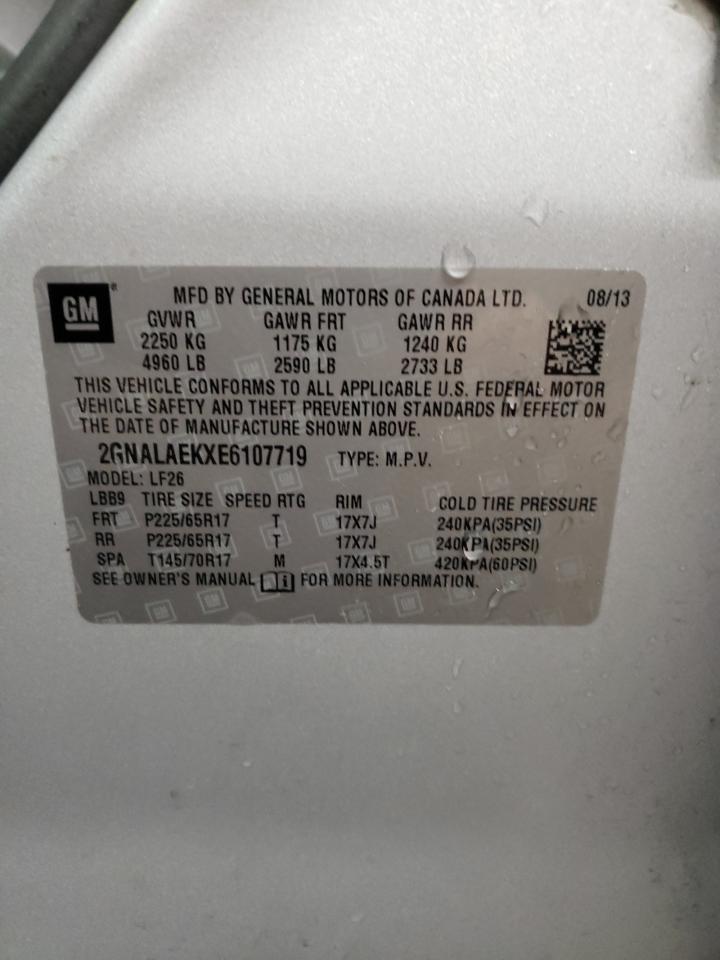 GM® MFD BY GENERAL MOTORS OF CANADA LTD. 08/13
GVWR GAWR FRT GAWR RR
2250 KG 1175 KG 1240 KG
4960 LB 2590 LB 2733 LB
THIS VEHICLE CONFORMS TO ALL APPLICABLE U.S. FEDERAL MOTOR
VEHICLE SAFETY AND THEFT PREVENTION STANDARDS IN EFFECT ON
THE DATE OF MANUFACTURE SHOWN ABOVE.
2GNALAEKXE6107719 TYPE: M.P.V.
MODEL: LF26
LBB9 TIRE SIZE SPEED RTG RIM COLD TIRE PRESSURE
FRT P225/65R17 T 17X7J 240KPA(35PSI)
RR P225/65R17 T 17X7J 240KPA(35PSI)
SPA T145/70R17 M 17X4.5T 420KPA(60PSI)
SEE OWNER'S MANUAL FOR MORE INFORMATION.